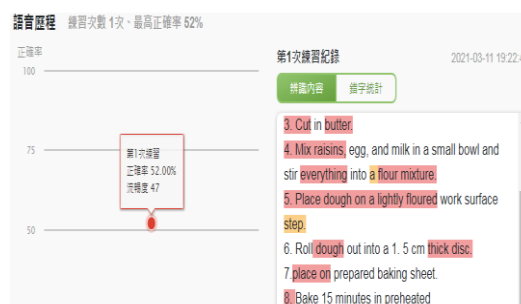 語音歷程 練習次數 1次、最高正確率 52%
正確率
100
75
50
第1次練習
正確率 52.00%
流暢度 47
第1次練習紀錄 2021-03-11 19:22:4
辨識內容 錯字統計
3. Cut in butter.
4. Mix raisins, egg, and milk in a small bowl and
stir everything into a flour mixture.
5. Place dough on a lightly floured work surface
step.
6. Roll dough out into a 1. 5 cm thick disc.
7.place on prepared baking sheet.
8. Bake 15 minutes in preheated